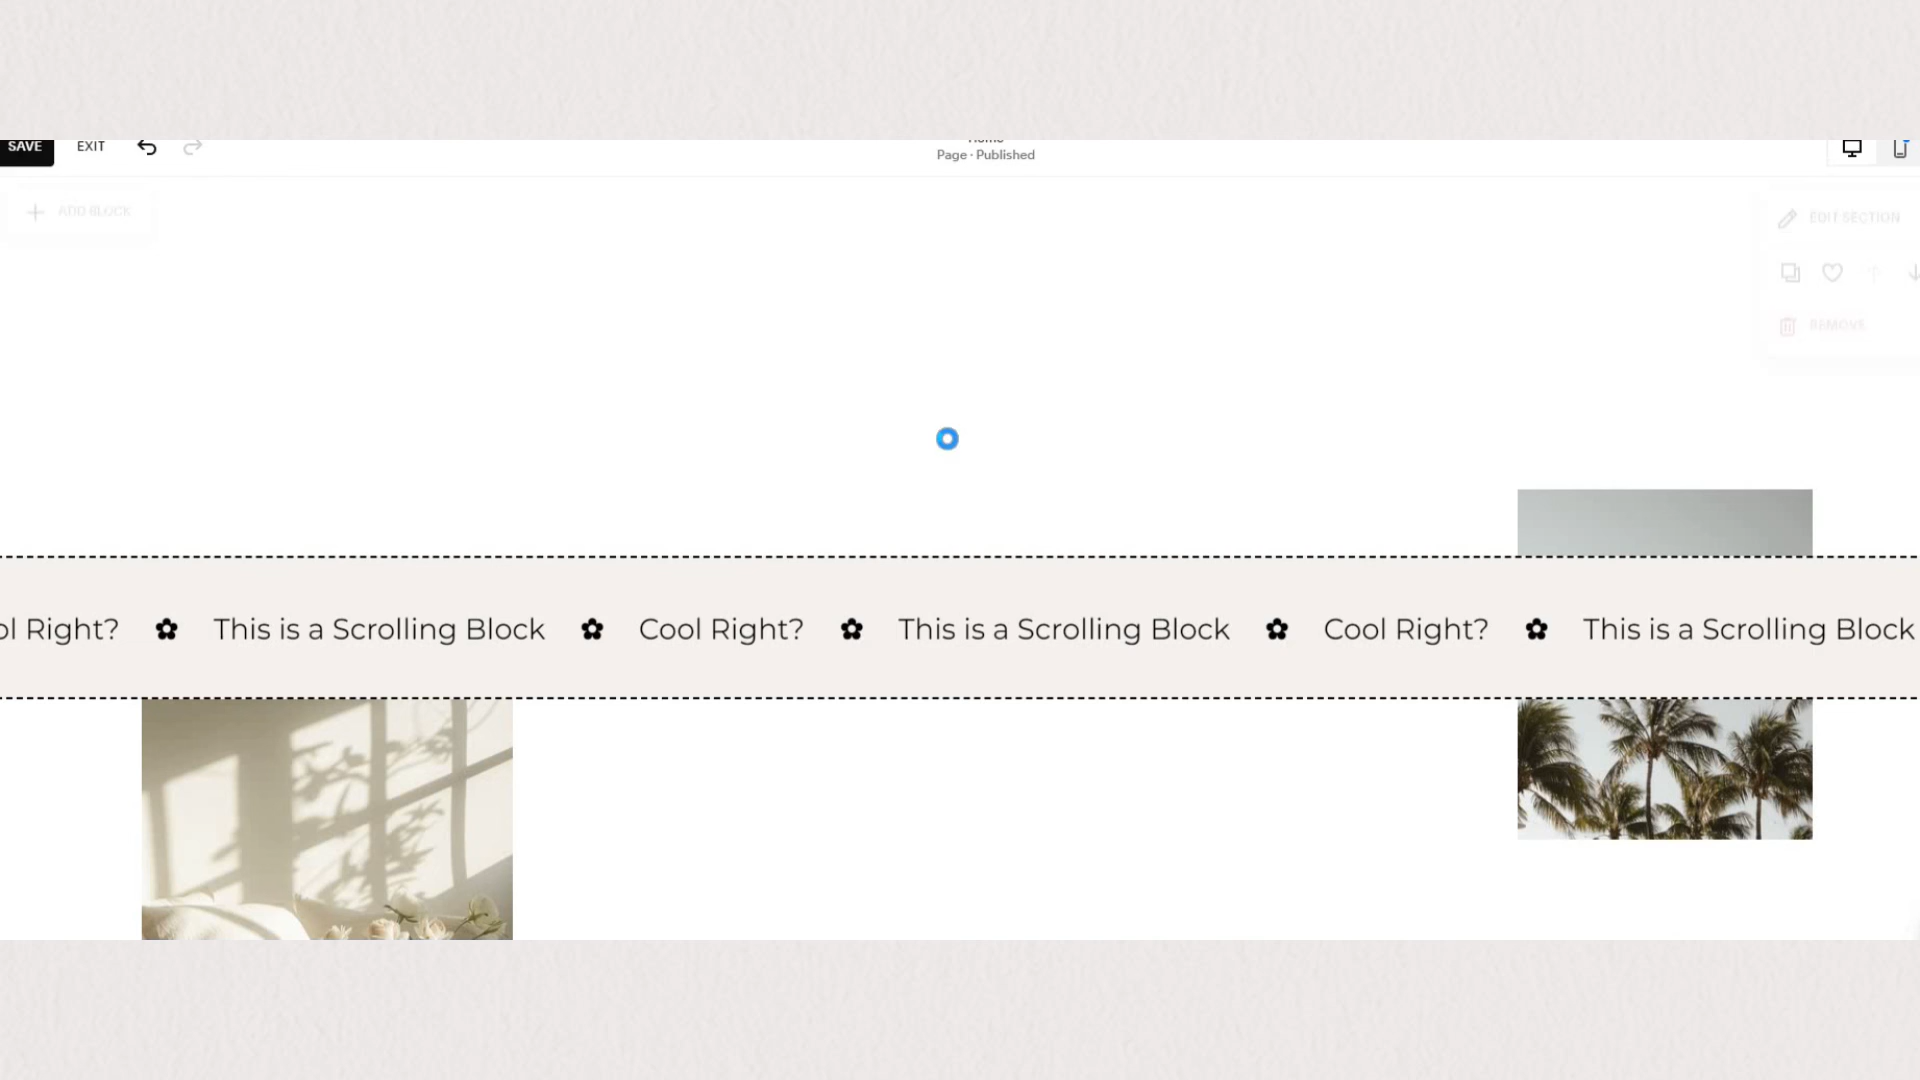 SAVE EXIT
Home
Page · Published
ADD BLOCK
EDIT SECTION
REMOVE
ol Right? ✿ This is a Scrolling Block ✿ Cool Right? ✿ This is a Scrolling Block ✿ Cool Right? ✿ This is a Scrolling Block